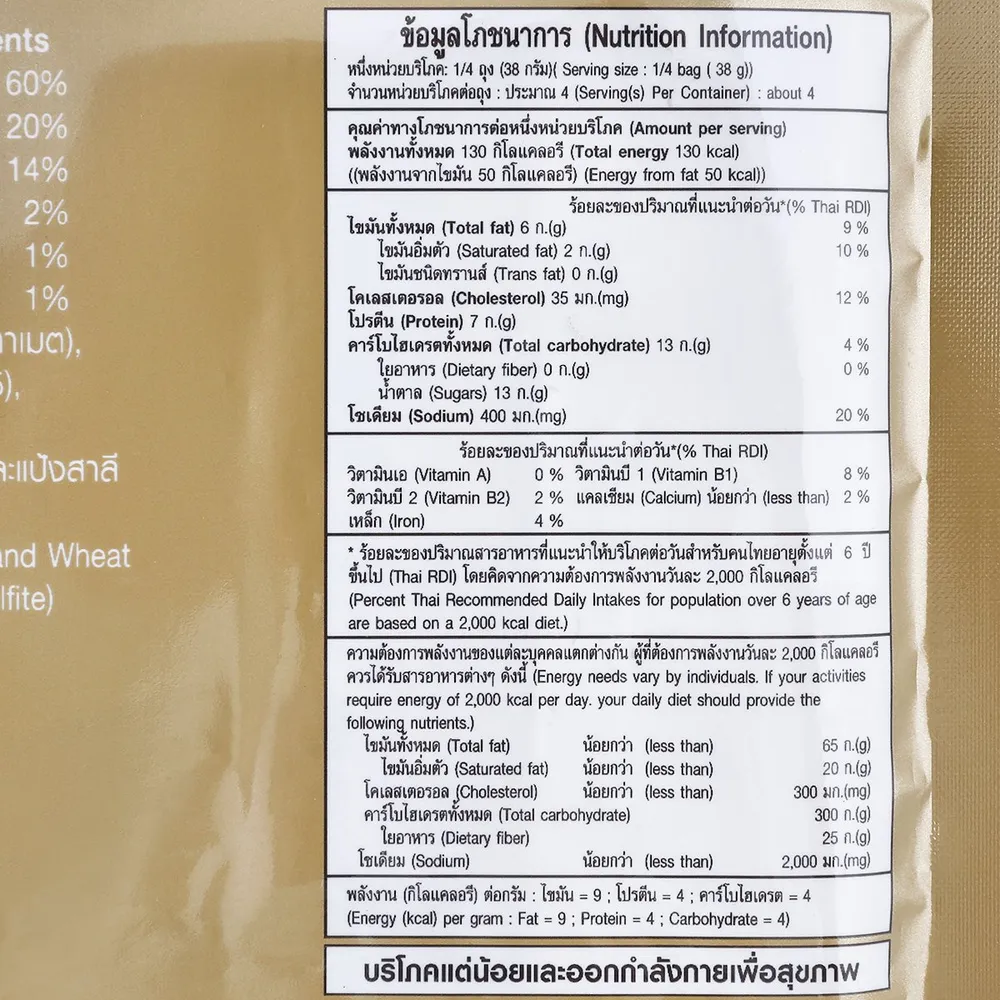 ents
60%
20%
14%
2%
1%
1%
าเมต),
),
ะแป้งสาลี
and Wheat
lfite)
ข้อมูลโภชนาการ (Nutrition Information)
หนึ่งหน่วยบริโภค: 1/4 ถุง (38 กรัม)( Serving size : 1/4 bag ( 38 g))
จำนวนหน่วยบริโภคต่อถุง : ประมาณ 4 (Serving(s) Per Container) : about 4
คุณค่าทางโภชนาการต่อหนึ่งหน่วยบริโภค (Amount per serving)
พลังงานทั้งหมด 130 กิโลแคลอรี (Total energy 130 kcal)
((พลังงานจากไขมัน 50 กิโลแคลอรี) (Energy from fat 50 kcal))
ร้อยละของปริมาณที่แนะนำต่อวัน*(% Thai RDI)
ไขมันทั้งหมด (Total fat) 6 ก.(g) 9 %
ไขมันอิ่มตัว (Saturated fat) 2 ก.(g) 10 %
ไขมันชนิดทรานส์ (Trans fat) 0 ก.(g)
โคเลสเตอรอล (Cholesterol) 35 มก.(mg) 12 %
โปรตีน (Protein) 7 ก.(g)
คาร์โบไฮเดรตทั้งหมด (Total carbohydrate) 13 ก.(g) 4 %
ใยอาหาร (Dietary fiber) 0 ก.(g) 0 %
น้ำตาล (Sugars) 13 ก.(g)
โซเดียม (Sodium) 400 มก.(mg) 20 %
ร้อยละของปริมาณที่แนะนำต่อวัน*(% Thai RDI)
วิตามินเอ (Vitamin A) 0 % วิตามินบี 1 (Vitamin B1) 8 %
วิตามินบี 2 (Vitamin B2) 2 % แคลเซียม (Calcium) น้อยกว่า (less than) 2 %
เหล็ก (Iron) 4 %
* ร้อยละของปริมาณสารอาหารที่แนะนำให้บริโภคต่อวันสำหรับคนไทยอายุตั้งแต่ 6 ปี
ขึ้นไป (Thai RDI) โดยคิดจากความต้องการพลังงานวันละ 2,000 กิโลแคลอรี
(Percent Thai Recommended Daily Intakes for population over 6 years of age
are based on a 2,000 kcal diet.)
ความต้องการพลังงานของแต่ละบุคคลแตกต่างกัน ผู้ที่ต้องการพลังงานวันละ 2,000 กิโลแคลอรี
ควรได้รับสารอาหารต่างๆ ดังนี้ (Energy needs vary by individuals. If your activities
require energy of 2,000 kcal per day. your daily diet should provide the
following nutrients.)
ไขมันทั้งหมด (Total fat) น้อยกว่า (less than) 65 ก.(g)
ไขมันอิ่มตัว (Saturated fat) น้อยกว่า (less than) 20 ก.(g)
โคเลสเตอรอล (Cholesterol) น้อยกว่า (less than) 300 มก.(mg)
คาร์โบไฮเดรตทั้งหมด (Total carbohydrate) 300 ก.(g)
ใยอาหาร (Dietary fiber) 25 ก.(g)
โซเดียม (Sodium) น้อยกว่า (less than) 2,000 มก.(mg)
พลังงาน (กิโลแคลอรี) ต่อกรัม : ไขมัน = 9 ; โปรตีน = 4 ; คาร์โบไฮเดรต = 4
(Energy (kcal) per gram : Fat = 9 ; Protein = 4 ; Carbohydrate = 4)
บริโภคแต่น้อยและออกกำลังกายเพื่อสุขภาพ